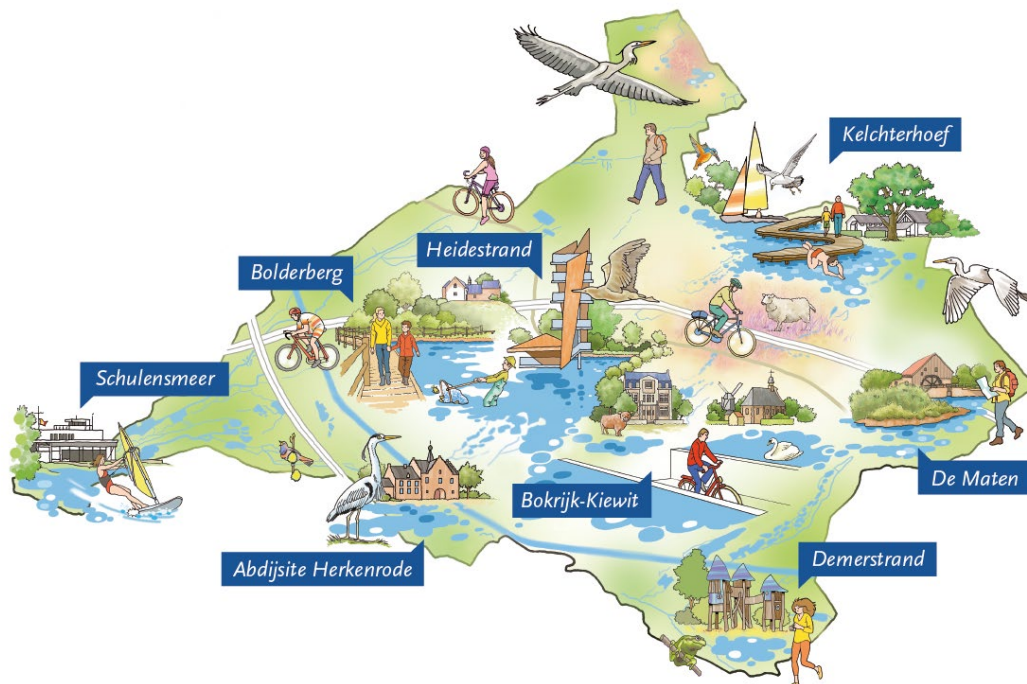 Kelchterhoef
Heidestrand
Bolderberg
Schulensmeer
De Maten
Bokrijk-Kiewit
Demerstrand
Abdijsite Herkenrode